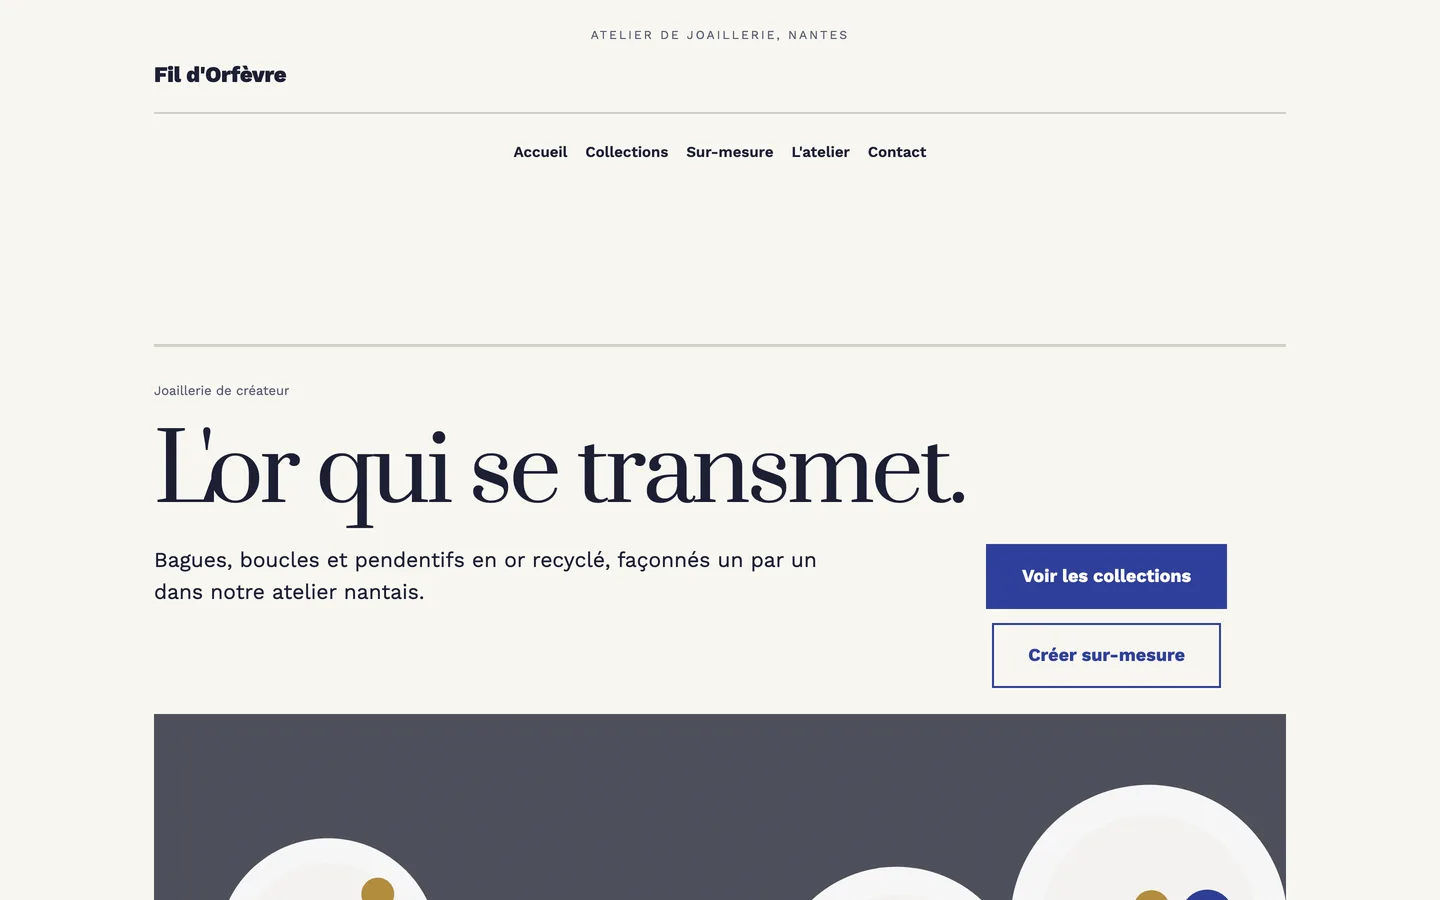 ATELIER DE JOAILLERIE, NANTES
Fil d'Orfèvre
Accueil Collections Sur-mesure L'atelier Contact
Joaillerie de créateur
L'or qui se transmet.
Bagues, boucles et pendentifs en or recyclé, façonnés un par un
dans notre atelier nantais.
Voir les collections
Créer sur-mesure